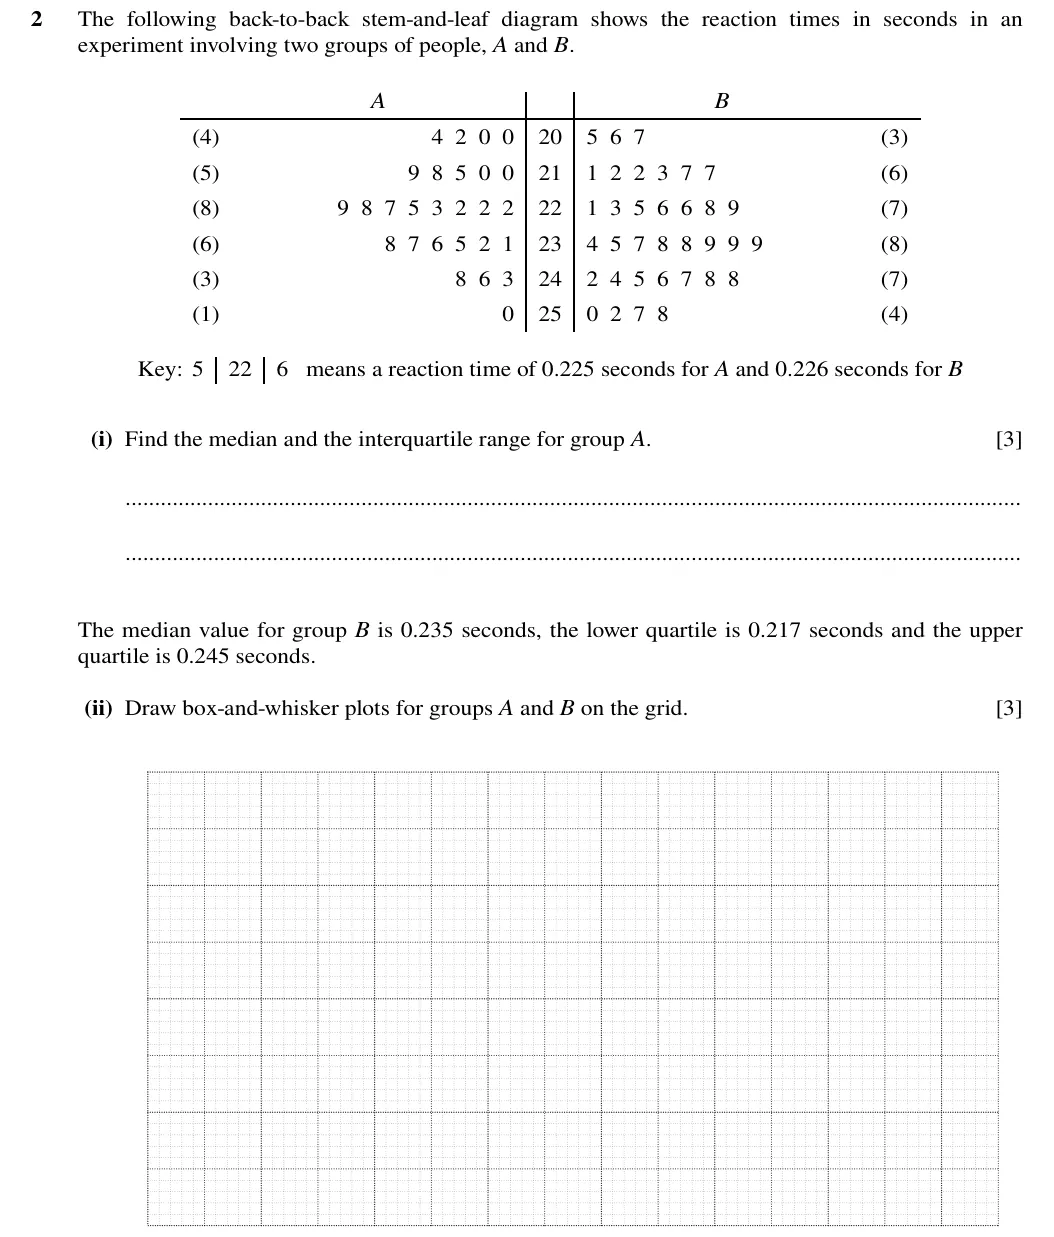 2 The following back-to-back stem-and-leaf diagram shows the reaction times in seconds in an
experiment involving two groups of people, A and B.
A B
(4) 4 2 0 0 20 5 6 7 (3)
(5) 9 8 5 0 0 21 1 2 2 3 7 7 (6)
(8) 9 8 7 5 3 2 2 2 22 1 3 5 6 6 8 9 (7)
(6) 8 7 6 5 2 1 23 4 5 7 8 8 9 9 9 (8)
(3) 8 6 3 24 2 4 5 6 7 8 8 (7)
(1) 0 25 0 2 7 8 (4)
Key: 5 | 22 | 6 means a reaction time of 0.225 seconds for A and 0.226 seconds for B
(i) Find the median and the interquartile range for group A. [3]
The median value for group B is 0.235 seconds, the lower quartile is 0.217 seconds and the upper
quartile is 0.245 seconds.
(ii) Draw box-and-whisker plots for groups A and B on the grid. [3]